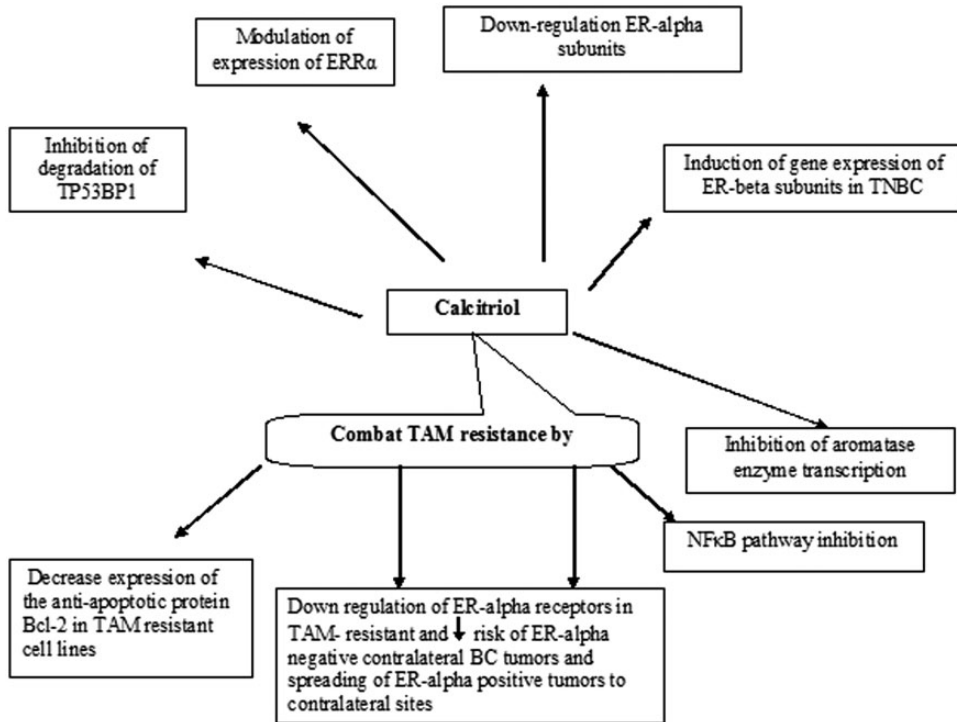 Down-regulation ER-alpha
subunits
Modulation of
expression of ERRα
Inhibition of
degradation of
TP53BP1
Induction of gene expression of
ER-beta subunits in TNBC
Calcitriol
Combat TAM resistance by
Inhibition of aromatase
enzyme transcription
NFκB pathway inhibition
Decrease expression of
the anti-apoptotic protein
Bcl-2 in TAM resistant
cell lines
Down regulation of ER-alpha receptors in
TAM- resistant and ↓ risk of ER-alpha
negative contralateral BC tumors and
spreading of ER-alpha positive tumors to
contralateral sites